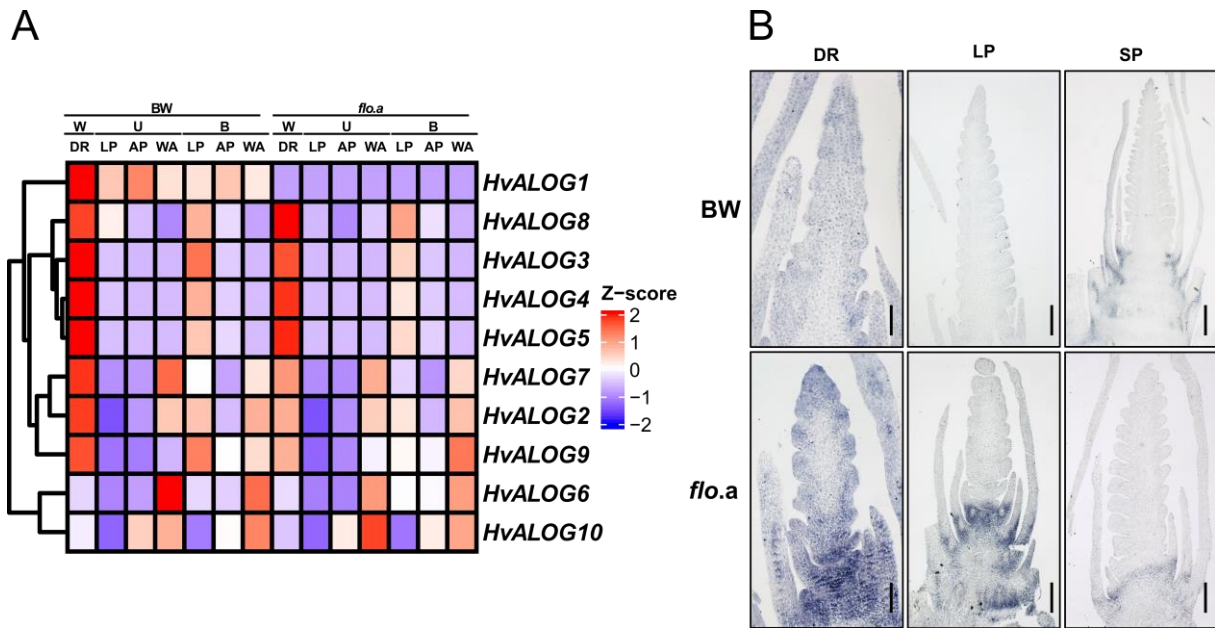 A
BW flo.a
W U B W U B
DR LP AP WA LP AP WA DR LP AP WA LP AP WA
HvALOG1
HvALOG8
HvALOG3
HvALOG4
HvALOG5
HvALOG7
HvALOG2
HvALOG9
HvALOG6
HvALOG10
Z−score
2
1
0
−1
−2
B
DR LP SP
BW
flo.a